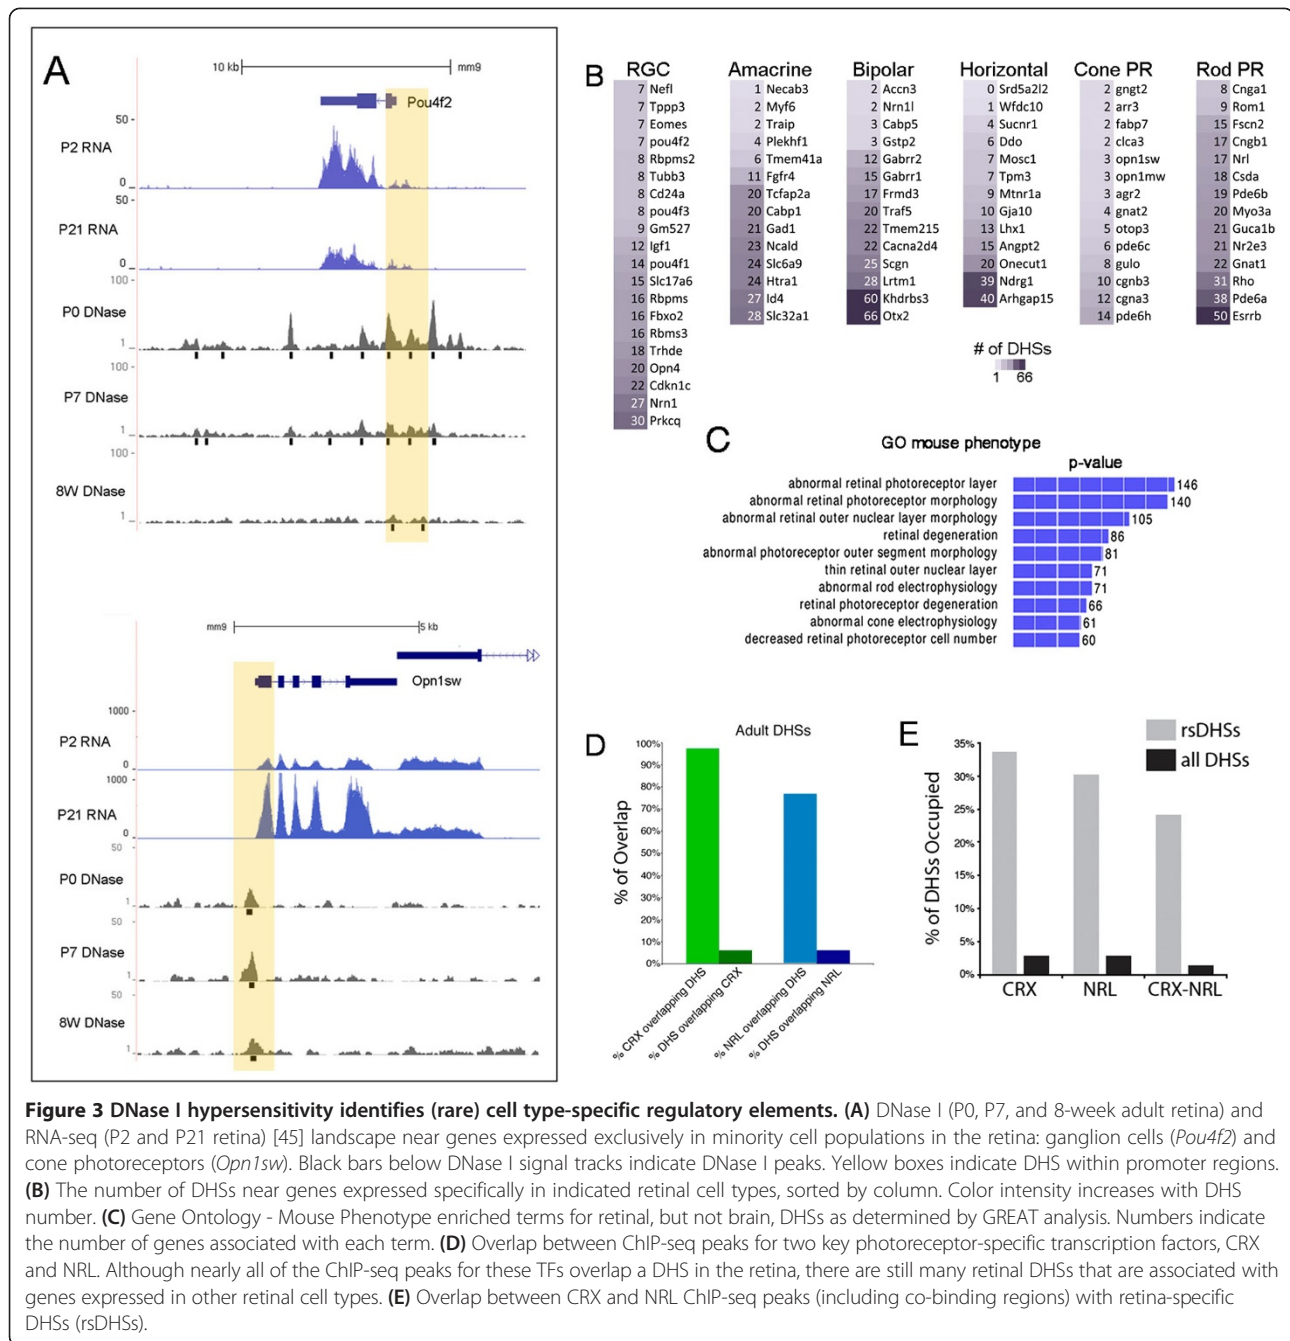 A
10 kb
mm9
Pou4f2
50
P2 RNA
0
50
P21 RNA
0
100
P0 DNase
1
100
P7 DNase
1
100
8W DNase
1
mm9
5 kb
Opn1sw
1000
P2 RNA
0
1000
P21 RNA
0
50
P0 DNase
1
50
P7 DNase
1
50
8W DNase
1
B
RGC
7 Nefl
7 Tppp3
7 Eomes
7 pou4f2
8 Rbpms2
8 Tubb3
8 Cd24a
8 pou4f3
9 Gm527
12 Igf1
14 pou4f1
15 Slc17a6
16 Rbpms
16 Fbxo2
16 Rbms3
18 Trhde
20 Opn4
22 Cdkn1c
27 Nrn1
30 Prkcq
Amacrine
1 Necab3
2 Myf6
2 Traip
4 Plekhf1
6 Tmem41a
11 Fgfr4
20 Tcfap2a
20 Cabp1
21 Gad1
23 Ncald
24 Slc6a9
24 Htra1
27 Id4
28 Slc32a1
Bipolar
2 Accn3
2 Nrn1l
3 Cabp5
3 Gstp2
12 Gabrr2
15 Gabrr1
17 Frmd3
20 Traf5
22 Tmem215
22 Cacna2d4
25 Scgn
28 Lrtm1
60 Khdrbs3
66 Otx2
Horizontal
0 Srd5a2l2
1 Wfdc10
4 Sucnr1
6 Ddo
7 Mosc1
7 Tpm3
9 Mtnr1a
10 Gja10
13 Lhx1
15 Angpt2
20 Onecut1
39 Ndrg1
40 Arhgap15
Cone PR
2 gngt2
2 arr3
2 fabp7
2 clca3
3 opn1sw
3 opn1mw
3 agr2
4 gnat2
5 otop3
6 pde6c
8 gulo
10 cgnb3
12 cgna3
14 pde6h
Rod PR
8 Cnga1
9 Rom1
15 Fscn2
17 Cngb1
17 Nrl
18 Csda
19 Pde6b
20 Myo3a
21 Guca1b
21 Nr2e3
22 Gnat1
31 Rho
38 Pde6a
50 Esrrb
# of DHSs
1 66
C
GO mouse phenotype
p-value
abnormal retinal photoreceptor layer 146
abnormal retinal photoreceptor morphology 140
abnormal retinal outer nuclear layer morphology 105
retinal degeneration 86
abnormal photoreceptor outer segment morphology 81
thin retinal outer nuclear layer 71
abnormal rod electrophysiology 71
retinal photoreceptor degeneration 66
abnormal cone electrophysiology 61
decreased retinal photoreceptor cell number 60
D
Adult DHSs
% of Overlap
100%
90%
80%
70%
60%
50%
40%
30%
20%
10%
0%
% CRX overlapping DHS
% DHS overlapping CRX
% NRL overlapping DHS
% DHS overlapping NRL
E
rsDHSs
all DHSs
% of DHSs Occupied
35%
30%
25%
20%
15%
10%
5%
0%
CRX
NRL
CRX-NRL
Figure 3 DNase I hypersensitivity identifies (rare) cell type-specific regulatory elements. (A) DNase I (P0, P7, and 8-week adult retina) and
RNA-seq (P2 and P21 retina) [45] landscape near genes expressed exclusively in minority cell populations in the retina: ganglion cells (Pou4f2) and
cone photoreceptors (Opn1sw). Black bars below DNase I signal tracks indicate DNase I peaks. Yellow boxes indicate DHS within promoter regions.
(B) The number of DHSs near genes expressed specifically in indicated retinal cell types, sorted by column. Color intensity increases with DHS
number. (C) Gene Ontology - Mouse Phenotype enriched terms for retinal, but not brain, DHSs as determined by GREAT analysis. Numbers indicate
the number of genes associated with each term. (D) Overlap between ChIP-seq peaks for two key photoreceptor-specific transcription factors, CRX
and NRL. Although nearly all of the ChIP-seq peaks for these TFs overlap a DHS in the retina, there are still many retinal DHSs that are associated with
genes expressed in other retinal cell types. (E) Overlap between CRX and NRL ChIP-seq peaks (including co-binding regions) with retina-specific
DHSs (rsDHSs).